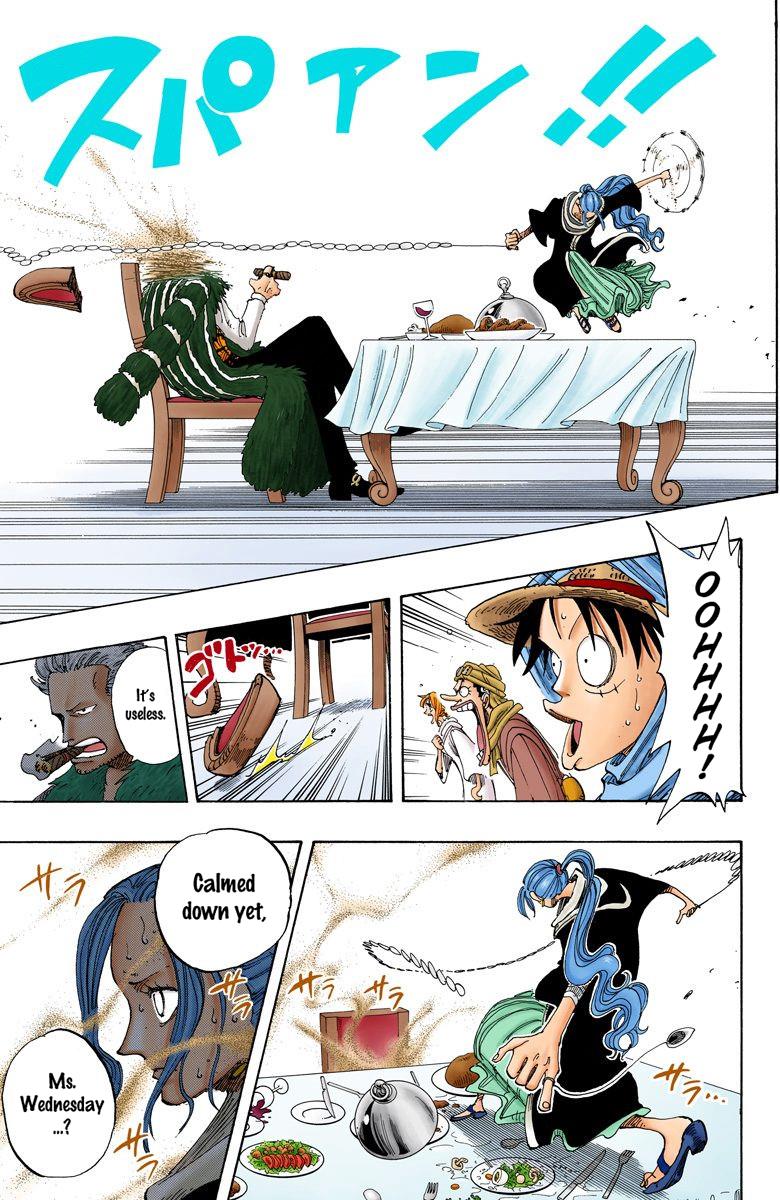 スパアン!!
OOHHHH!
ゴトッ…
It's
useless.
サラ
サラ
サラ…
Calmed
down yet,
サラ
サラ
Ms.
Wednesday
...?
サラ